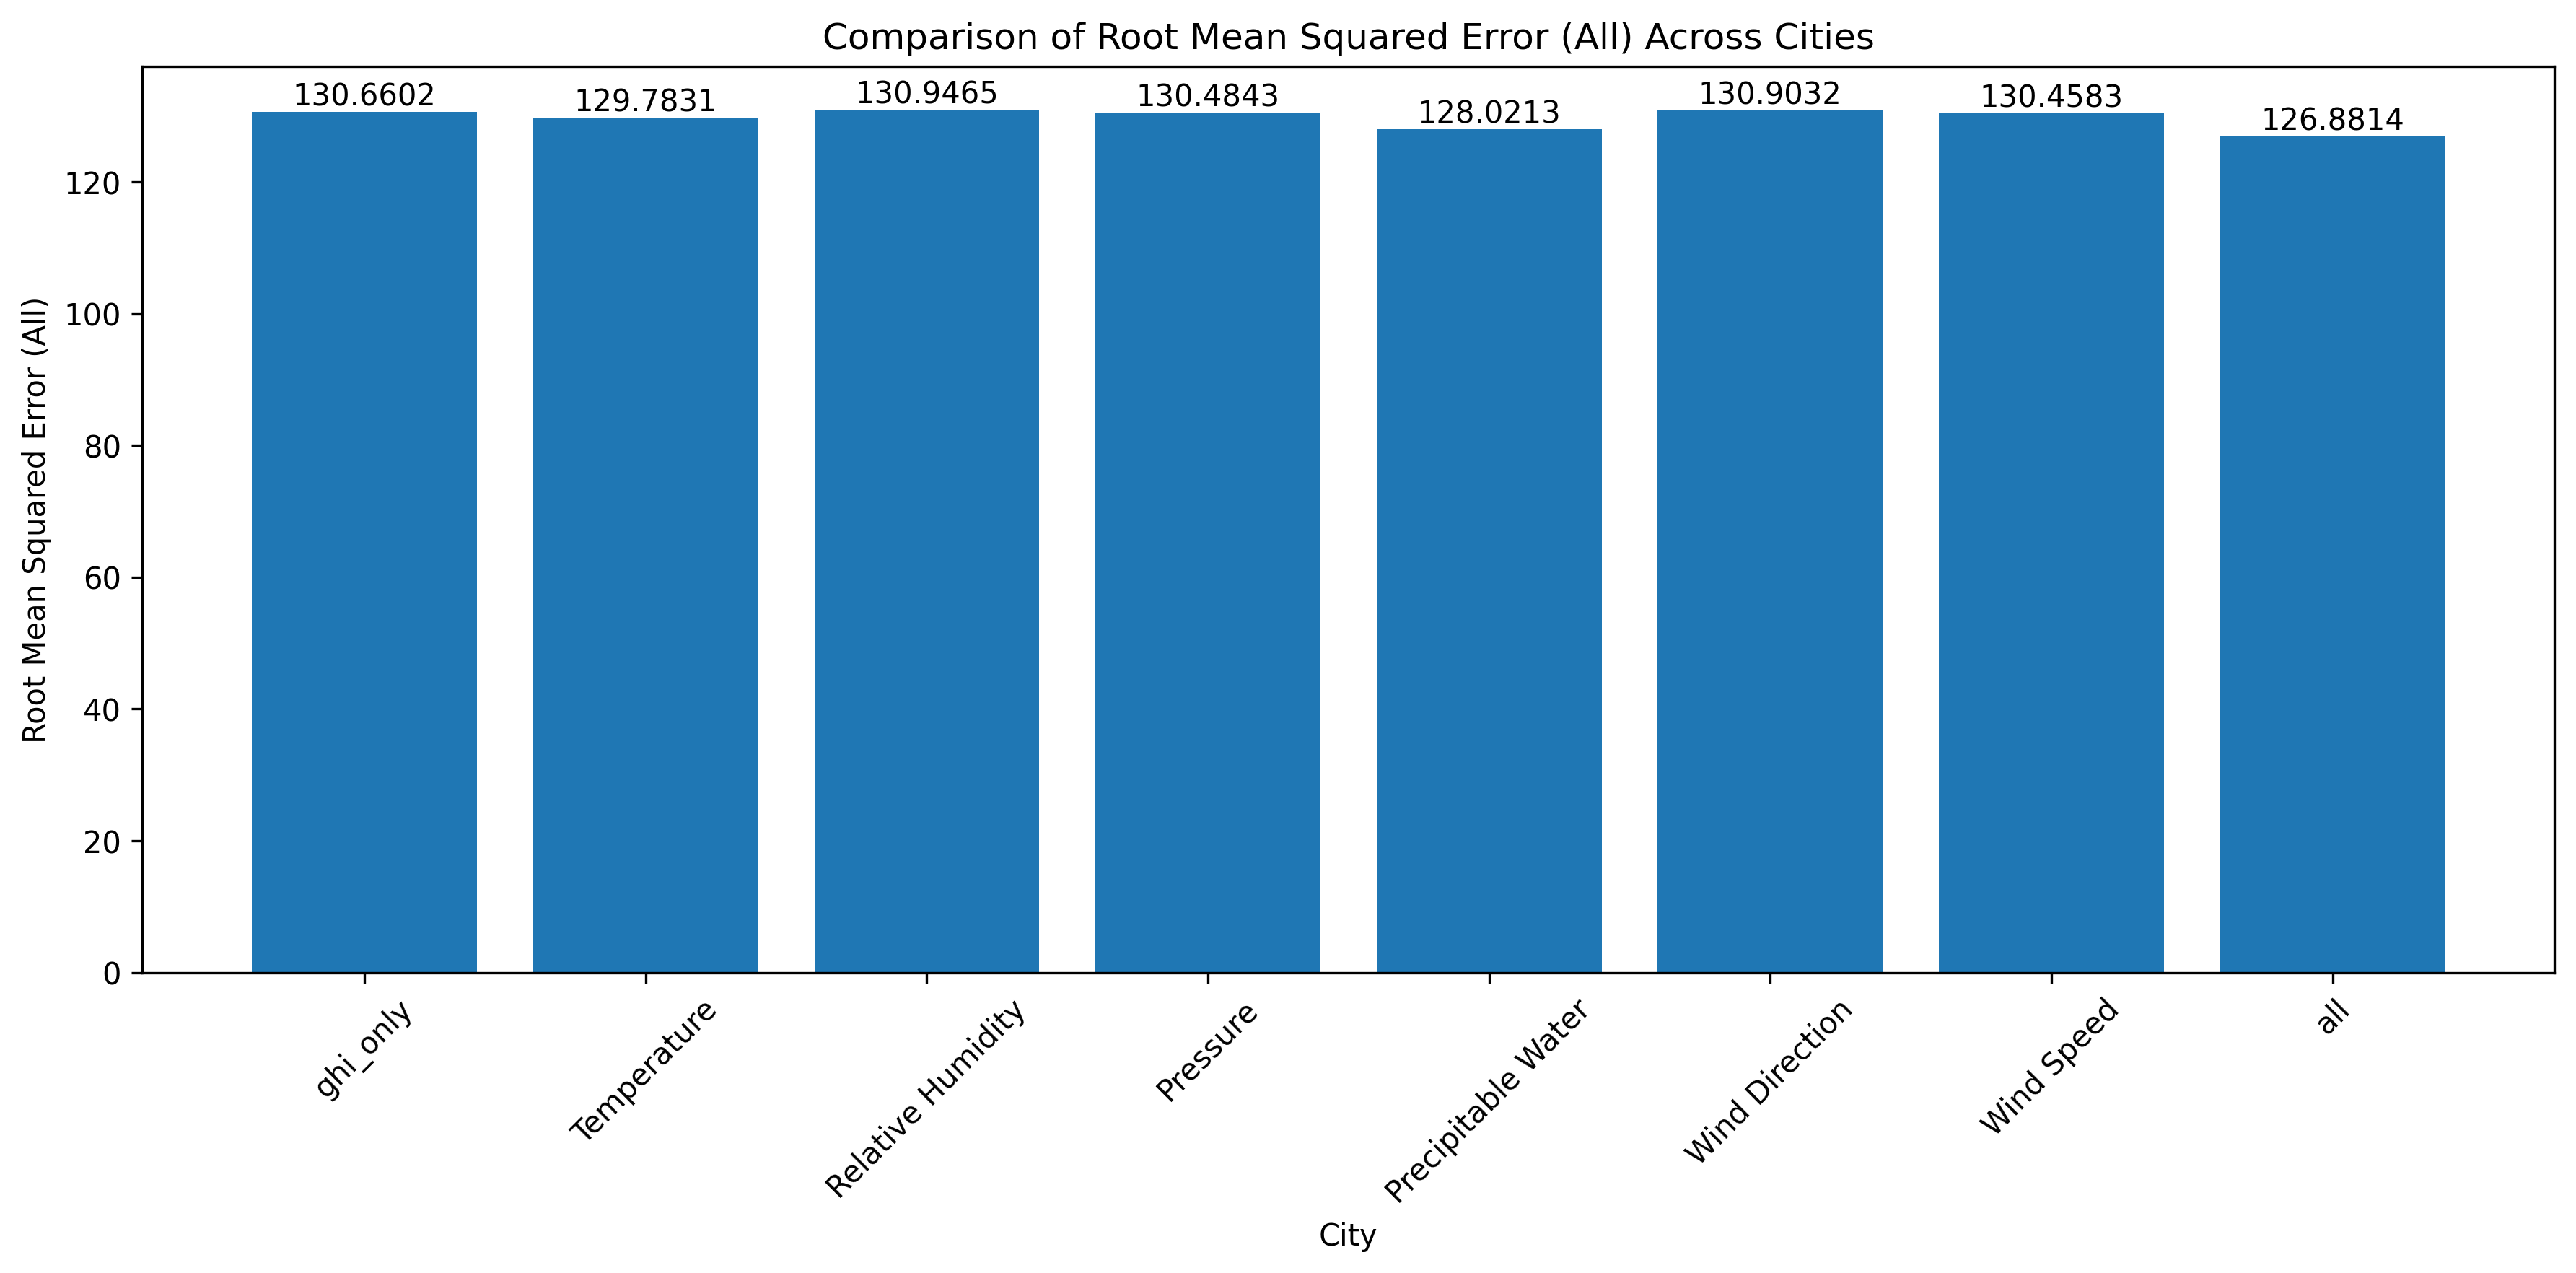 Comparison of Root Mean Squared Error (All) Across Cities
130.6602 129.7831 130.9465 130.4843 128.0213 130.9032 130.4583 126.8814
Root Mean Squared Error (All)
120
100
80
60
40
20
0
ghi_only
Temperature
Relative Humidity
Pressure
Precipitable Water
Wind Direction
Wind Speed
all
City